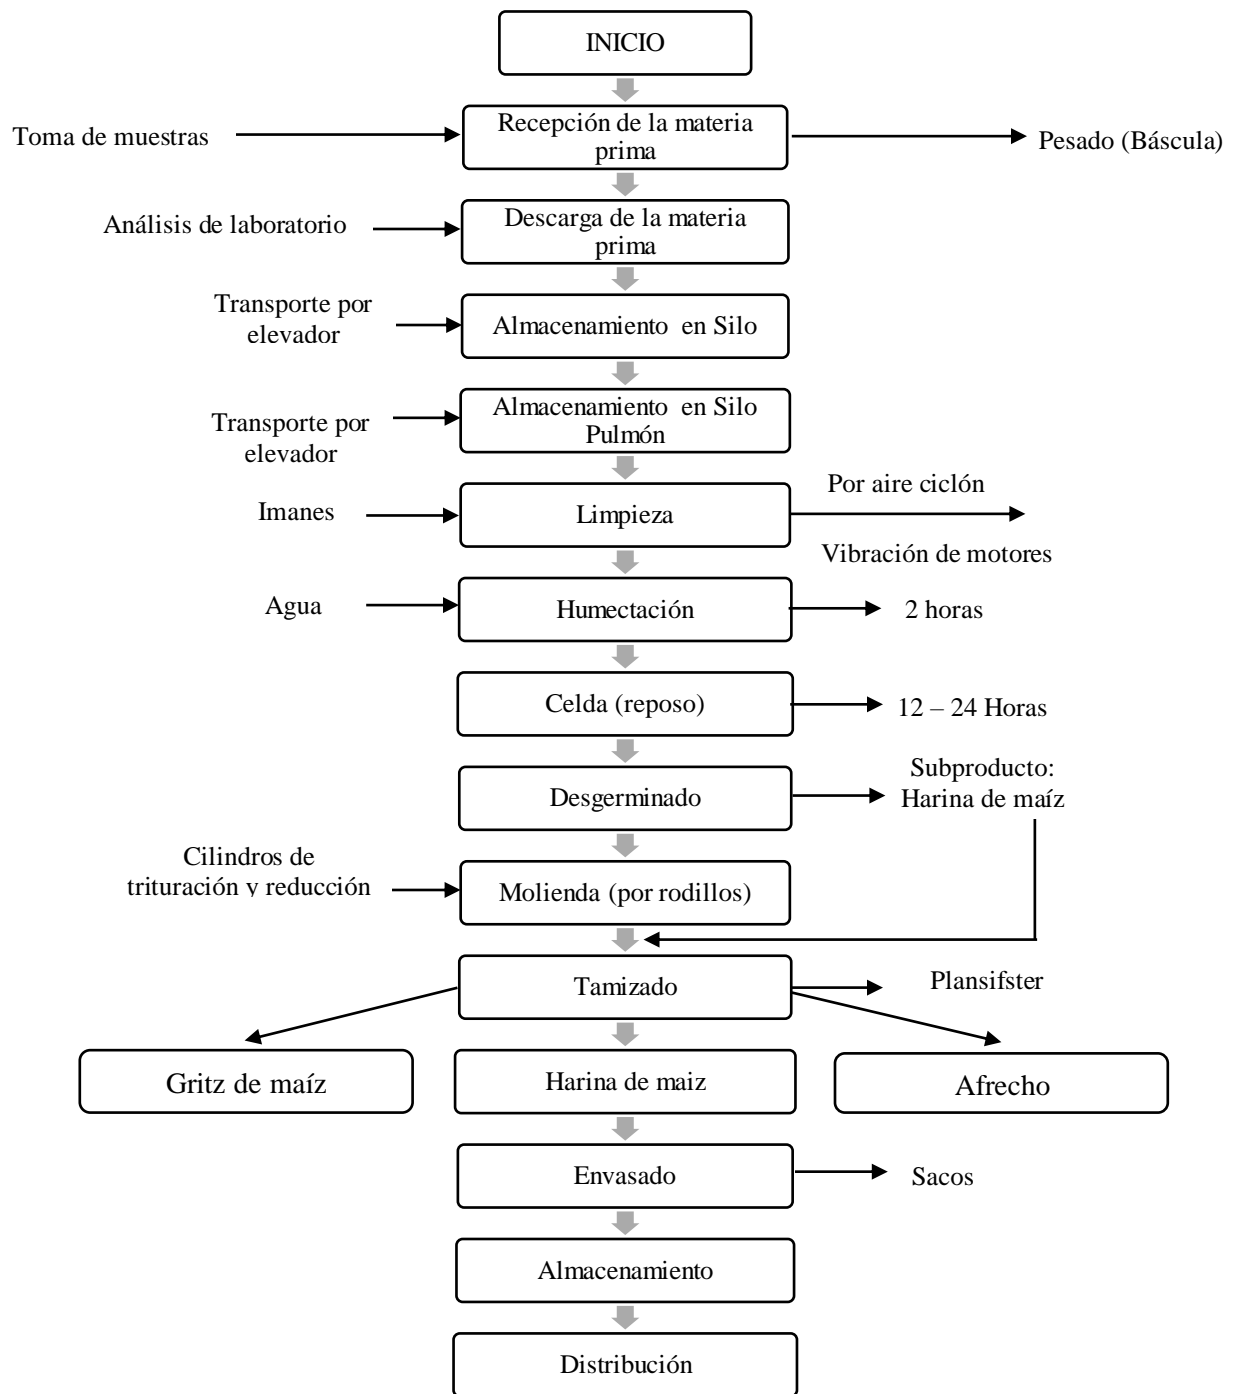 INICIO
Toma de muestras
Recepción de la materia
prima
Pesado (Báscula)
Análisis de laboratorio
Descarga de la materia
prima
Transporte por
elevador
Almacenamiento en Silo
Transporte por
elevador
Almacenamiento en Silo
Pulmón
Imanes
Limpieza
Por aire ciclón
Vibración de motores
Agua
Humectación
2 horas
Celda (reposo)
12 – 24 Horas
Desgerminado
Subproducto:
Harina de maíz
Cilindros de
trituración y reducción
Molienda (por rodillos)
Tamizado
Plansifster
Gritz de maíz
Harina de maiz
Afrecho
Envasado
Sacos
Almacenamiento
Distribución